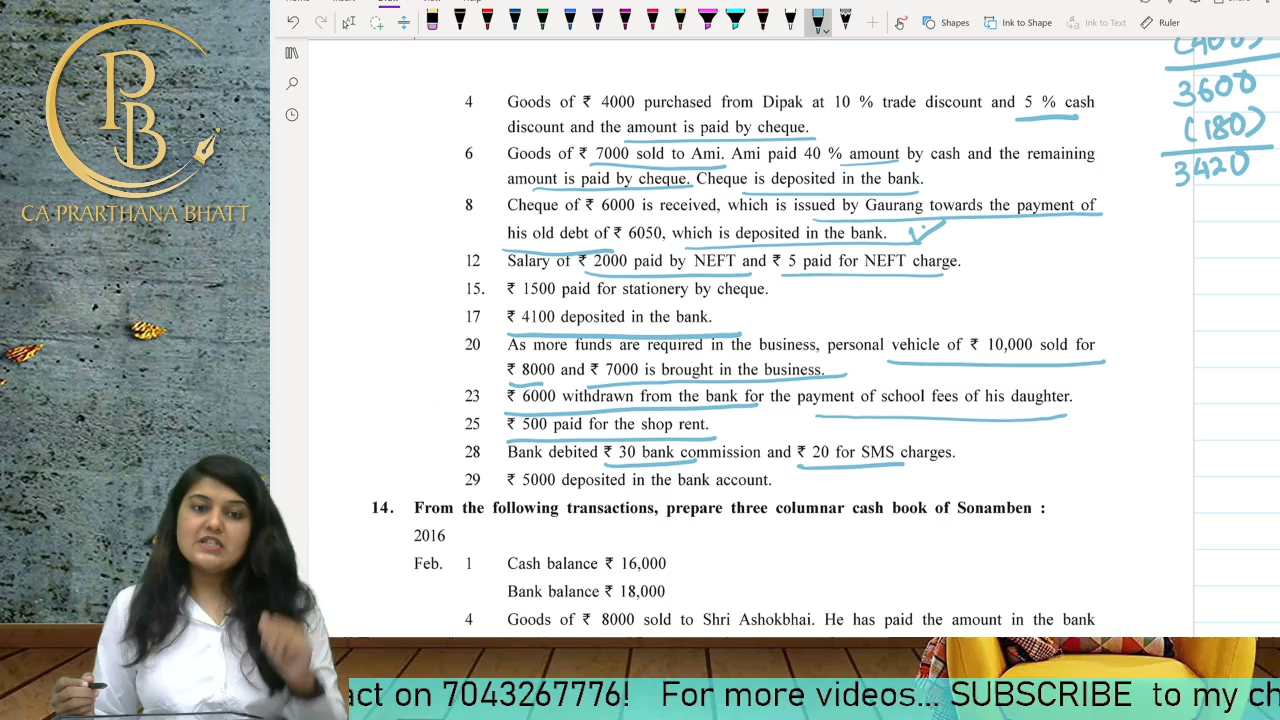 Shapes
Ink to Shape
Ink to Text
Ruler
3600
(180)
3420
4 Goods of ₹ 4000 purchased from Dipak at 10 % trade discount and 5 % cash
discount and the amount is paid by cheque.
6 Goods of ₹ 7000 sold to Ami. Ami paid 40 % amount by cash and the remaining
amount is paid by cheque. Cheque is deposited in the bank.
8 Cheque of ₹ 6000 is received, which is issued by Gaurang towards the payment of
his old debt of ₹ 6050, which is deposited in the bank.
12 Salary of ₹ 2000 paid by NEFT and ₹ 5 paid for NEFT charge.
15. ₹ 1500 paid for stationery by cheque.
17 ₹ 4100 deposited in the bank.
20 As more funds are required in the business, personal vehicle of ₹ 10,000 sold for
₹ 8000 and ₹ 7000 is brought in the business.
23 ₹ 6000 withdrawn from the bank for the payment of school fees of his daughter.
25 ₹ 500 paid for the shop rent.
28 Bank debited ₹ 30 bank commission and ₹ 20 for SMS charges.
29 ₹ 5000 deposited in the bank account.
14. From the following transactions, prepare three columnar cash book of Sonamben :
2016
Feb. 1 Cash balance ₹ 16,000
Bank balance ₹ 18,000
4 Goods of ₹ 8000 sold to Shri Ashokbhai. He has paid the amount in the bank
PB
CA PRARTHANA BHATT
act on 7043267776! For more videos... SUBSCRIBE to my ch